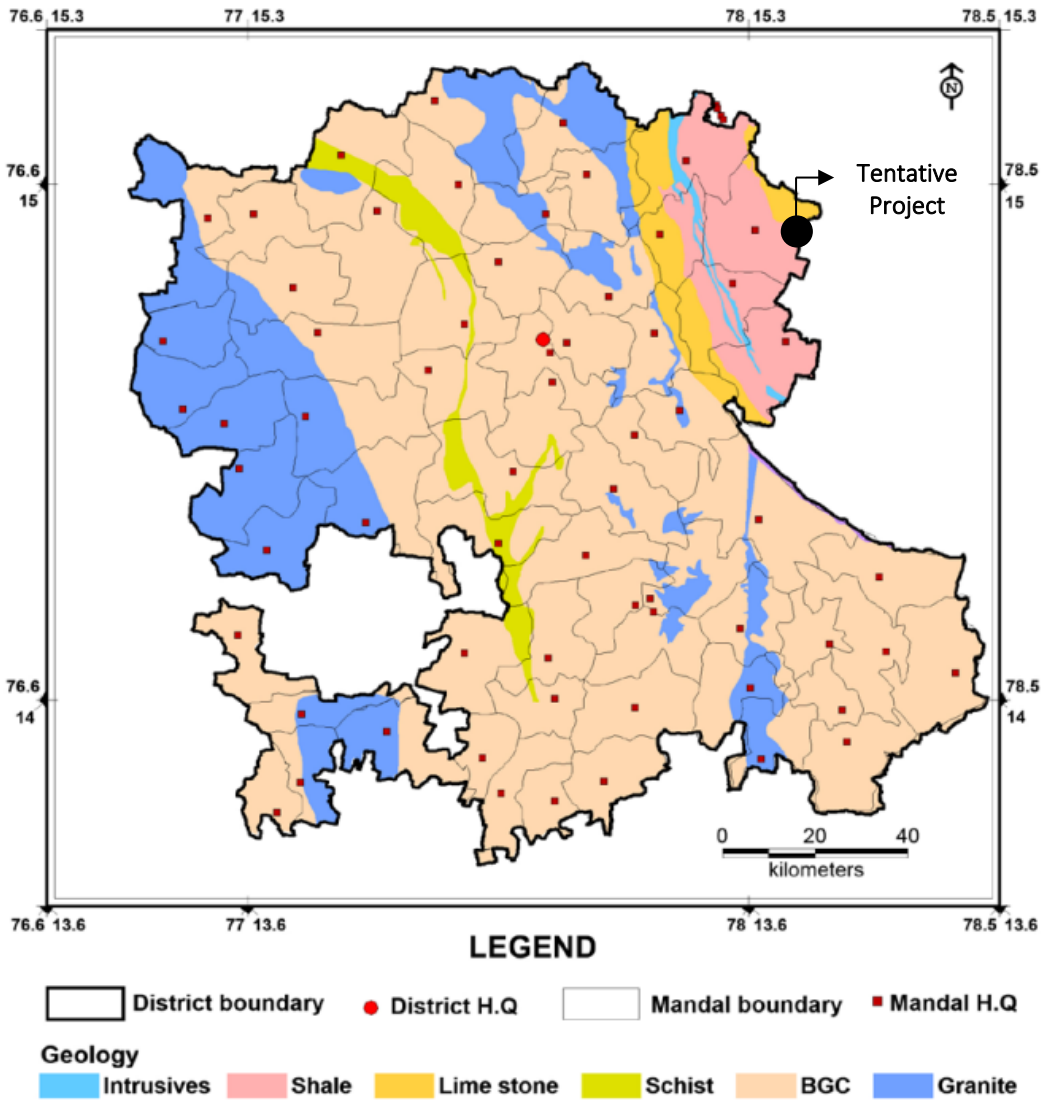 76.6 15.3
77 15.3
78 15.3
78.5 15.3
N
76.6
15
78.5
15
Tentative
Project
76.6
14
78.5
14
0 20 40
kilometers
76.6 13.6
77 13.6
78 13.6
78.5 13.6
LEGEND
District boundary
District H.Q
Mandal boundary
Mandal H.Q
Geology
Intrusives
Shale
Lime stone
Schist
BGC
Granite